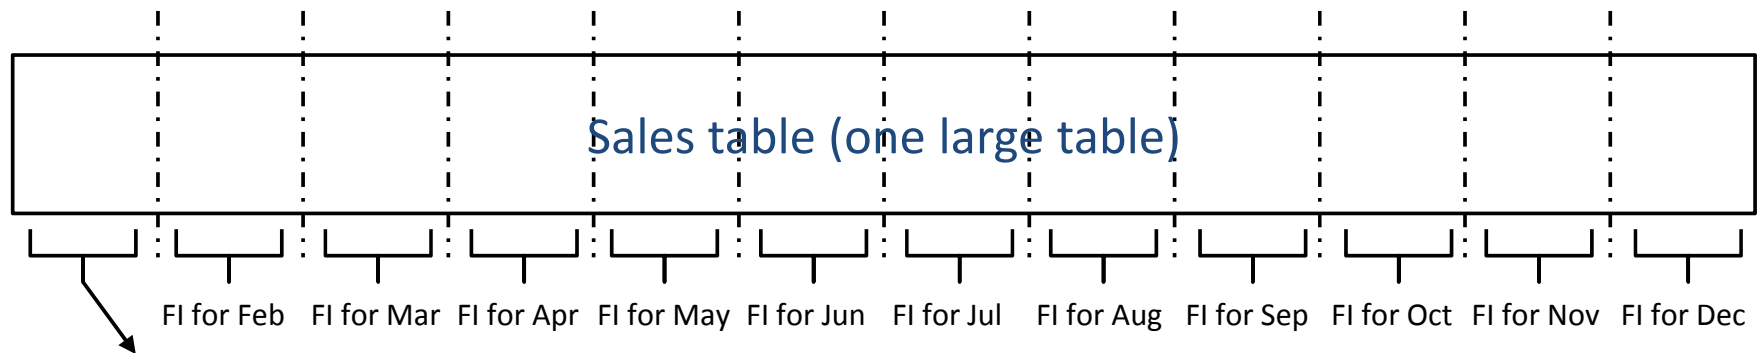 Sales table (one large table)
FI for Feb FI for Mar FI for Apr FI for May FI for Jun FI for Jul FI for Aug FI for Sep FI for Oct FI for Nov FI for Dec